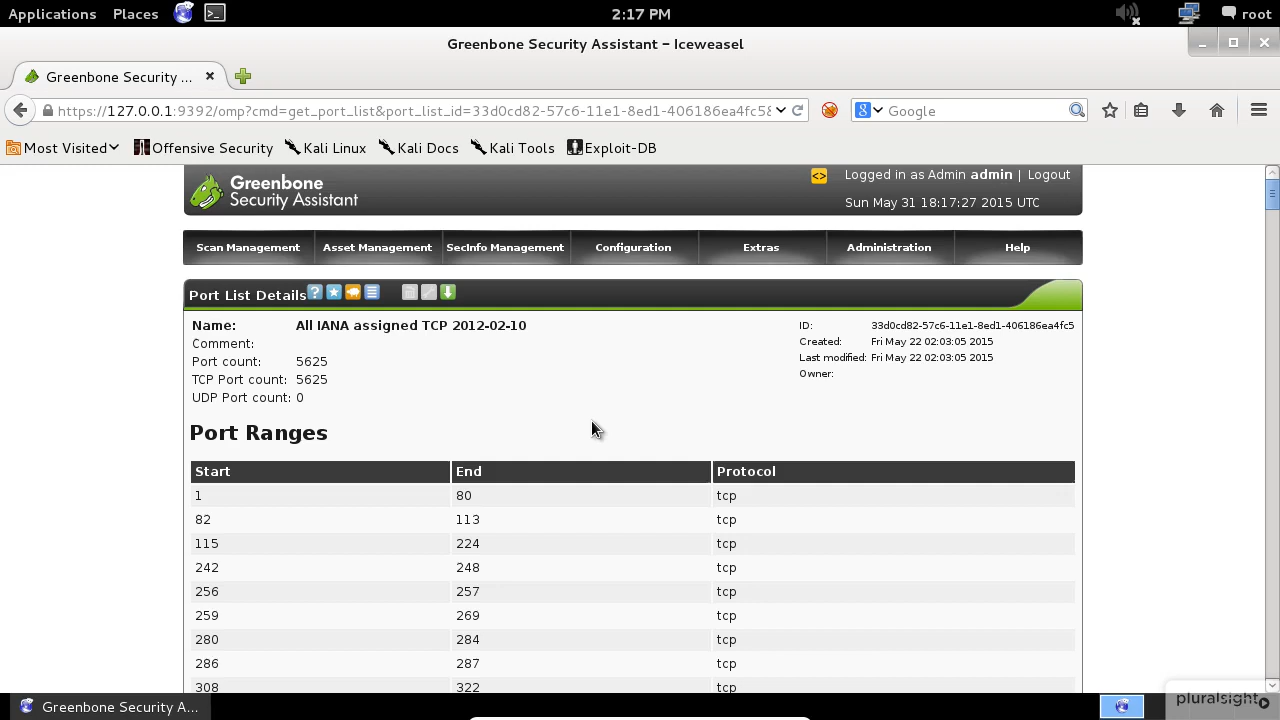 Applications Places 2:17 PM root
Greenbone Security Assistant – Iceweasel
Greenbone Security ...
https://127.0.0.1:9392/omp?cmd=get_port_list&port_list_id=33d0cd82-57c6-11e1-8ed1-406186ea4fc5& Google
Most Visited Offensive Security Kali Linux Kali Docs Kali Tools Exploit-DB
Greenbone Security Assistant
Logged in as Admin admin | Logout
Sun May 31 18:17:27 2015 UTC
Scan Management Asset Management SecInfo Management Configuration Extras Administration Help
Port List Details
Name: All IANA assigned TCP 2012-02-10
Comment:
Port count: 5625
TCP Port count: 5625
UDP Port count: 0
ID: 33d0cd82-57c6-11e1-8ed1-406186ea4fc5
Created: Fri May 22 02:03:05 2015
Last modified: Fri May 22 02:03:05 2015
Owner:
Port Ranges
Start End Protocol
1 80 tcp
82 113 tcp
115 224 tcp
242 248 tcp
256 257 tcp
259 269 tcp
280 284 tcp
286 287 tcp
308 322 tcp
Greenbone Security A...
pluralsight